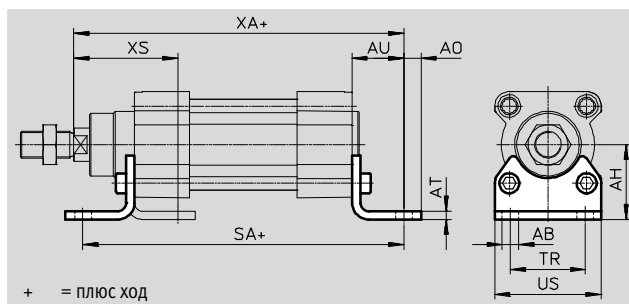 XA+
XS
AU
AO
AT
AH
SA+
AB
TR
US
+ = плюс ход